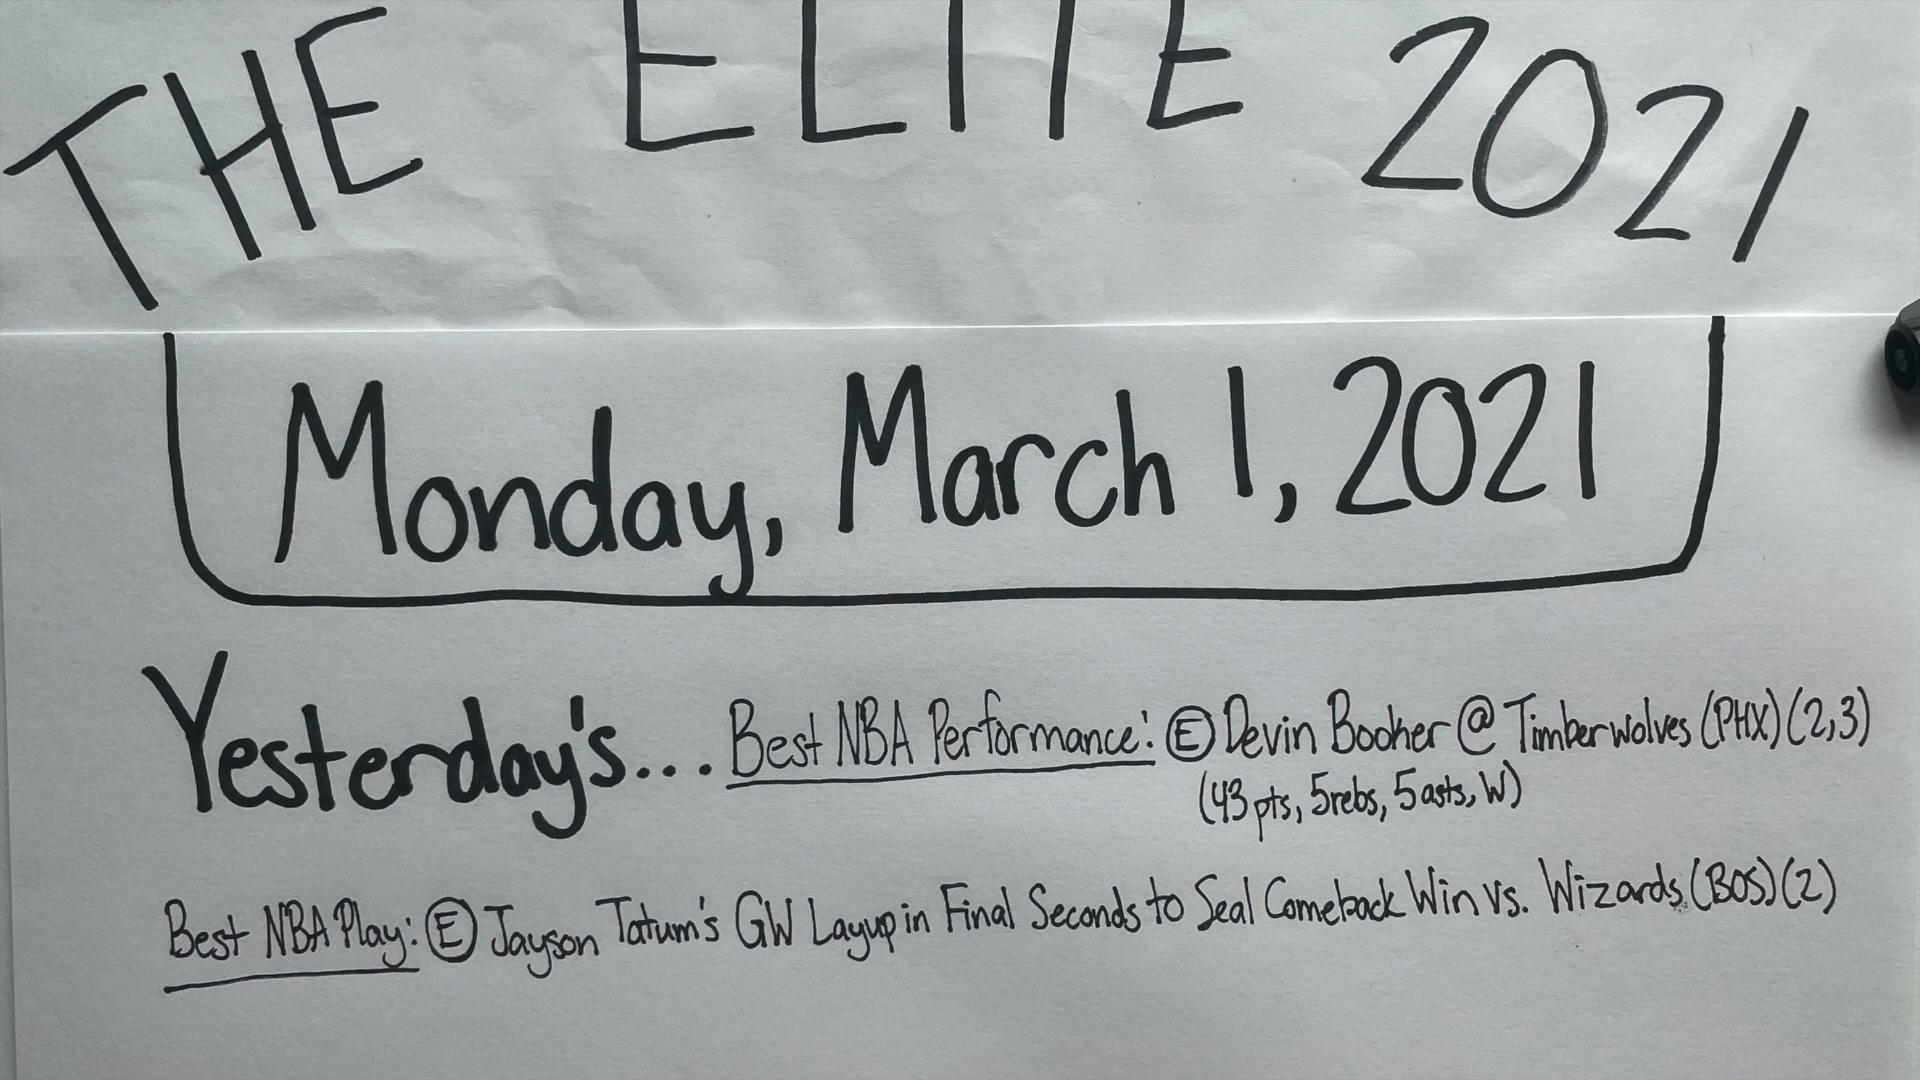 THE ELITE 2021
Monday, March 1, 2021
Yesterday's... Best NBA Performance: Ⓔ Devin Booker @ Timberwolves (PHX) (2,3)
(43 pts, 5 rebs, 5 asts, W)
Best NBA Play: Ⓔ Jayson Tatum's GW Layup in Final Seconds to Seal Comeback Win vs. Wizards (BOS) (2)